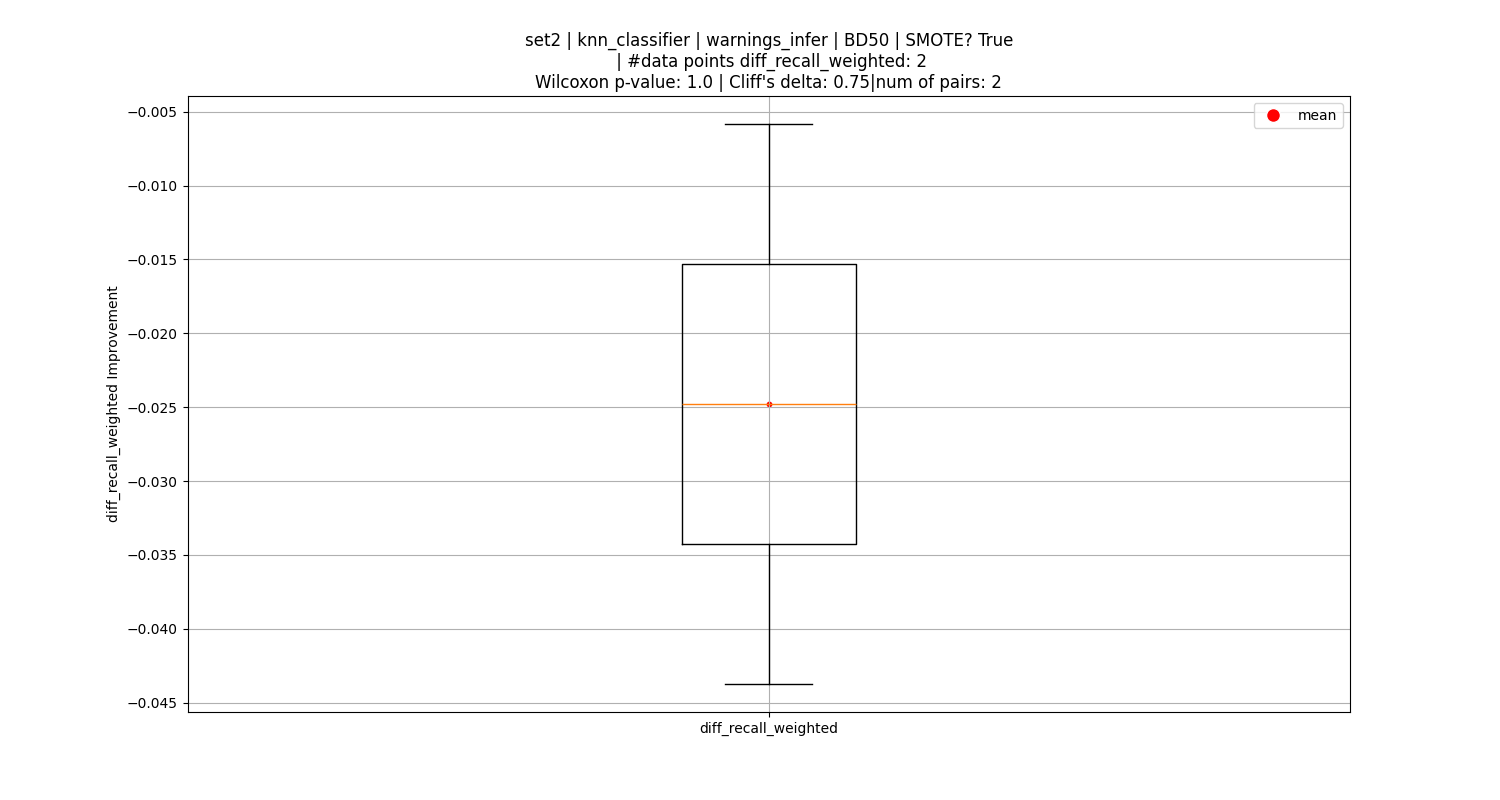 set2 | knn_classifier | warnings_infer | BD50 | SMOTE? True
| #data points diff_recall_weighted: 2
Wilcoxon p-value: 1.0 | Cliff's delta: 0.75|num of pairs: 2
mean
−0.005
−0.010
−0.015
−0.020
−0.025
−0.030
−0.035
−0.040
−0.045
diff_recall_weighted Improvement
diff_recall_weighted